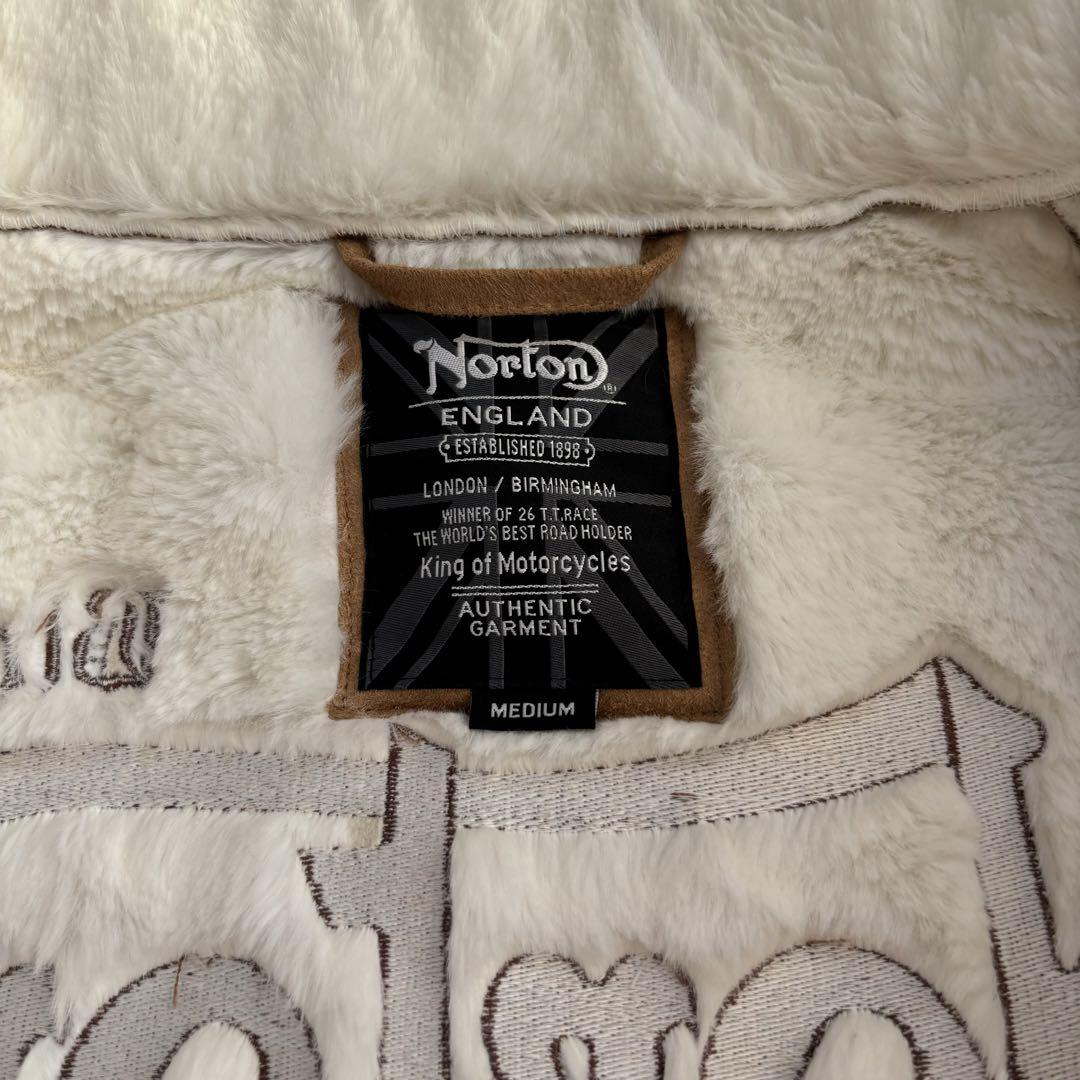 Norton
ENGLAND
ESTABLISHED 1898
LONDON / BIRMINGHAM
WINNER OF 26 T.T.RACE
THE WORLD'S BEST ROAD HOLDER
King of Motorcycles
AUTHENTIC
GARMENT
MEDIUM